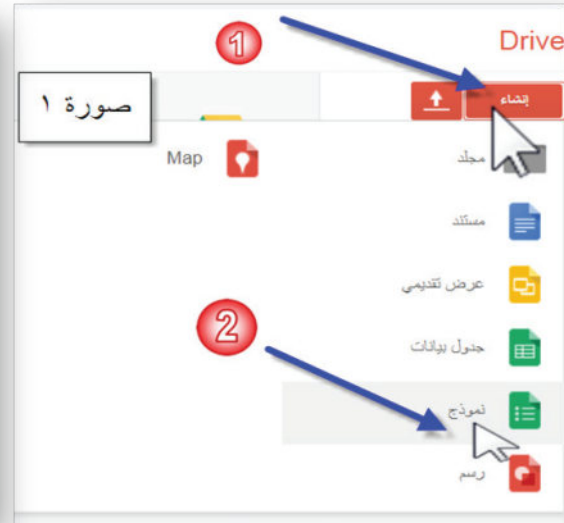 Drive
①
إنشاء
صورة ١
مجلد
Map
مستند
عرض تقديمي
②
جدول بيانات
نموذج
رسم